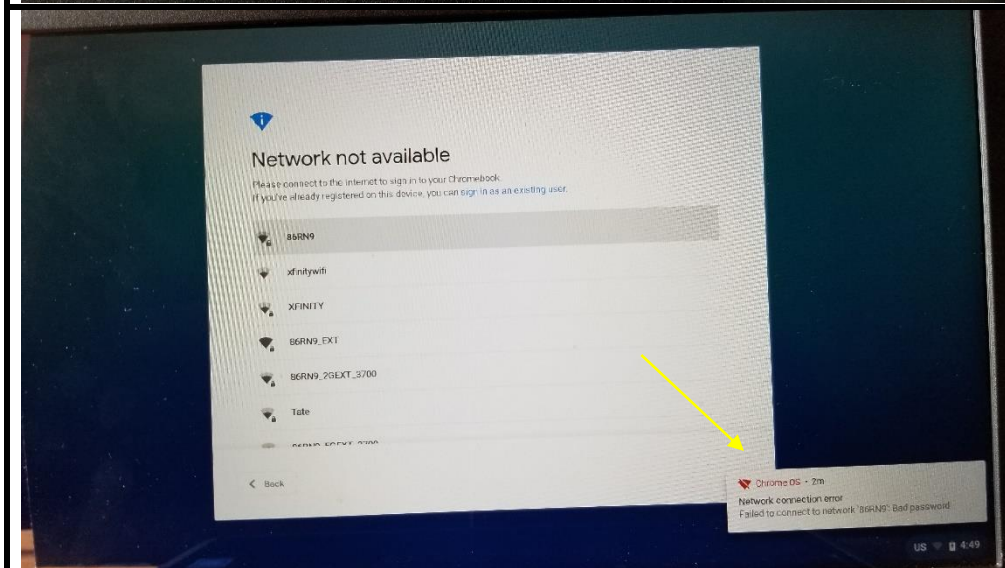 Network not available
Please connect to the internet to sign in to your Chromebook.
If you've already registered on this device, you can sign in as an existing user.
86RN9
xfinitywifi
XFINITY
86RN9_EXT
86RN9_2GEXT_3700
Tate
Back
Chrome OS • 2m
Network connection error
Failed to connect to network '86RN9': Bad password
US 4:49